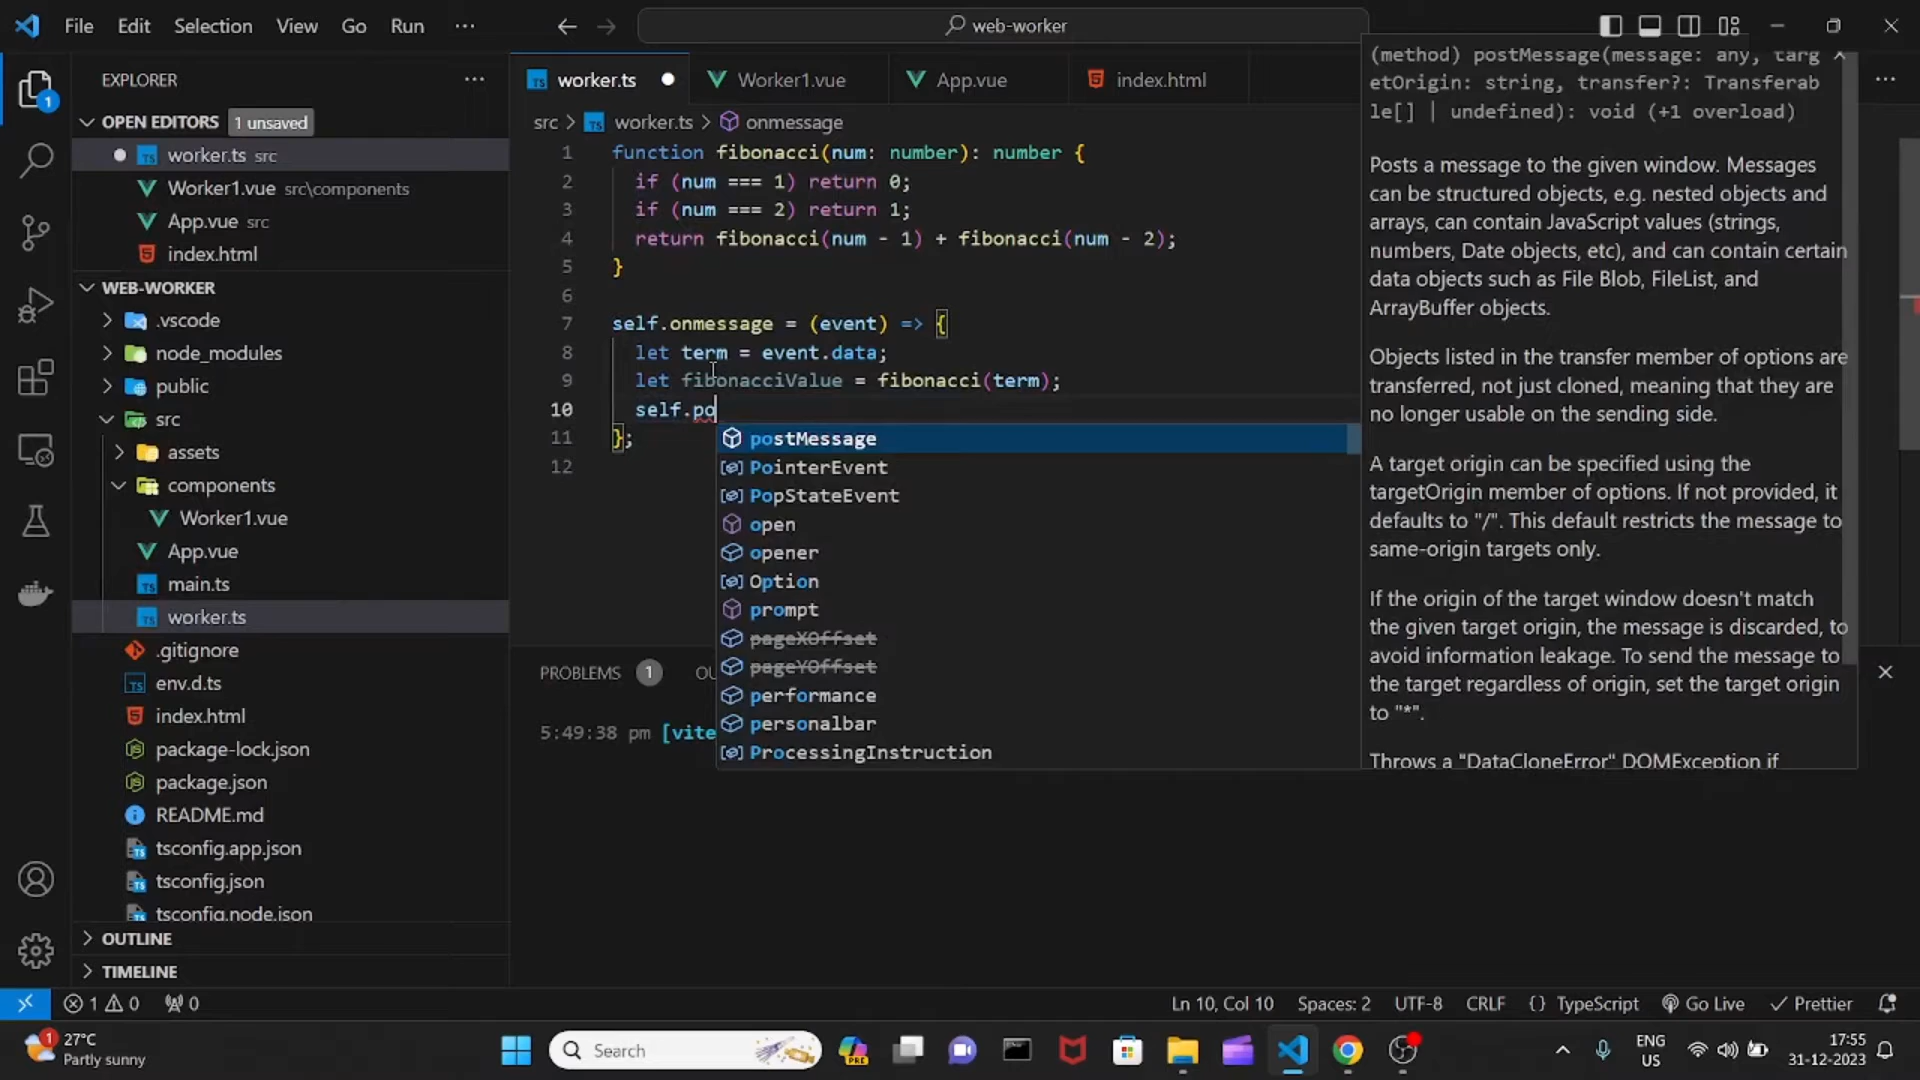 File Edit Selection View Go Run ··· web-worker
EXPLORER
OPEN EDITORS 1 unsaved
worker.ts src
Worker1.vue src\components
App.vue src
index.html
WEB-WORKER
.vscode
node_modules
public
src
assets
components
Worker1.vue
App.vue
main.ts
worker.ts
.gitignore
env.d.ts
index.html
package-lock.json
package.json
README.md
tsconfig.app.json
tsconfig.json
tsconfig.node.json
OUTLINE
TIMELINE
worker.ts Worker1.vue App.vue index.html
src > worker.ts > onmessage
1 function fibonacci(num: number): number {
2 if (num === 1) return 0;
3 if (num === 2) return 1;
4 return fibonacci(num - 1) + fibonacci(num - 2);
5 }
6
7 self.onmessage = (event) => {
8 let term = event.data;
9 let fibonacciValue = fibonacci(term);
10 self.po
11 };
12
postMessage
PointerEvent
PopStateEvent
open
opener
Option
prompt
pageXOffset
pageYOffset
performance
personalbar
ProcessingInstruction
(method) postMessage(message: any, targ
etOrigin: string, transfer?: Transferab
le[] | undefined): void (+1 overload)
Posts a message to the given window. Messages
can be structured objects, e.g. nested objects and
arrays, can contain JavaScript values (strings,
numbers, Date objects, etc), and can contain certain
data objects such as File Blob, FileList, and
ArrayBuffer objects.
Objects listed in the transfer member of options are
transferred, not just cloned, meaning that they are
no longer usable on the sending side.
A target origin can be specified using the
targetOrigin member of options. If not provided, it
defaults to "/". This default restricts the message to
same-origin targets only.
If the origin of the target window doesn't match
the given target origin, the message is discarded, to
avoid information leakage. To send the message to
the target regardless of origin, set the target origin
to "*".
Throws a "DataCloneError" DOMException if
PROBLEMS 1 OU
5:49:38 pm [vite
1 0 0 Ln 10, Col 10 Spaces: 2 UTF-8 CRLF {} TypeScript Go Live Prettier
1 27°C
Partly sunny
Search
PRE
ENG
US
17:55
31-12-2023